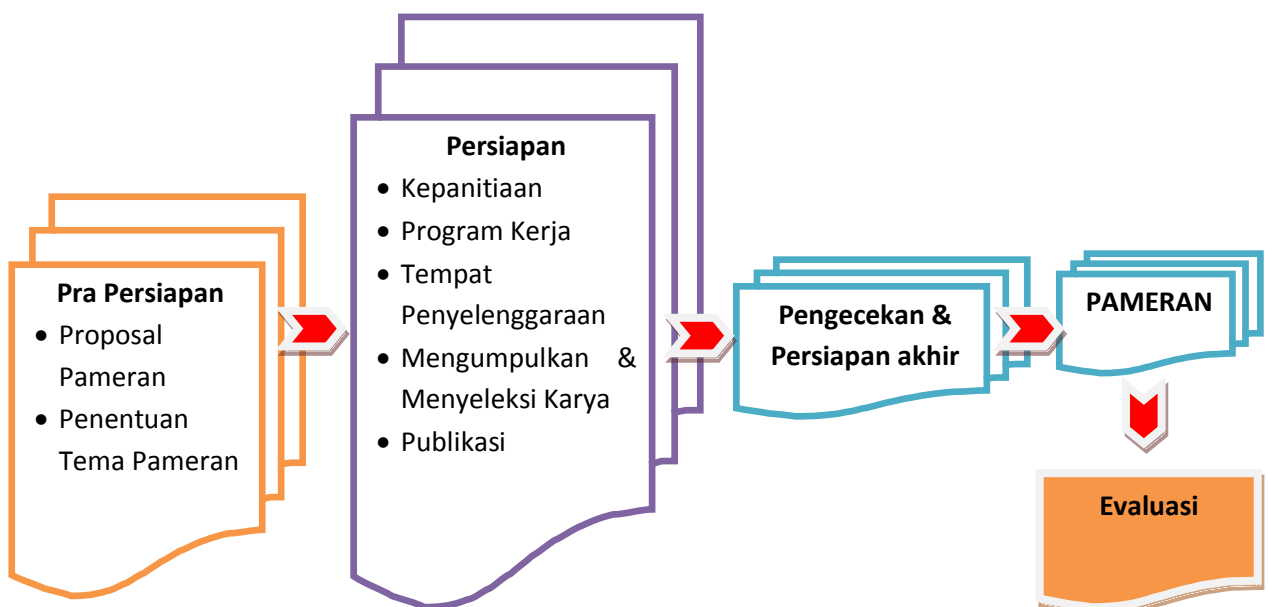 Pra Persiapan
• Proposal
Pameran
• Penentuan
Tema Pameran
Persiapan
• Kepanitiaan
• Program Kerja
• Tempat
Penyelenggaraan
• Mengumpulkan &
Menyeleksi Karya
• Publikasi
Pengecekan &
Persiapan akhir
PAMERAN
Evaluasi